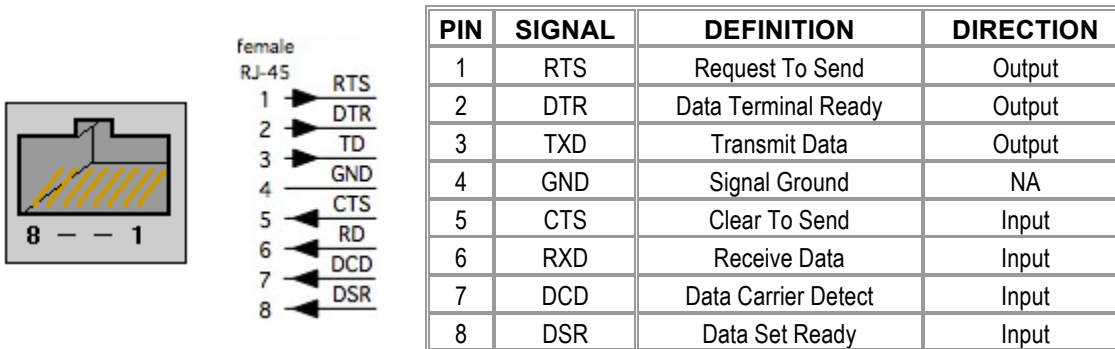 8 – – 1
female
RJ-45
1 RTS
2 DTR
3 TD
4 GND
5 CTS
6 RD
7 DCD
8 DSR
PIN SIGNAL DEFINITION DIRECTION
1 RTS Request To Send Output
2 DTR Data Terminal Ready Output
3 TXD Transmit Data Output
4 GND Signal Ground NA
5 CTS Clear To Send Input
6 RXD Receive Data Input
7 DCD Data Carrier Detect Input
8 DSR Data Set Ready Input